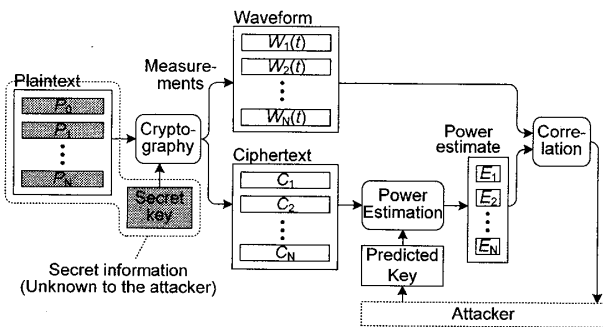 Waveform
W1(t)
W2(t)
WN(t)
Measure-
ments
Plaintext
P0
P1
PN
Crypto-
graphy
Secret
key
Secret information
(Unknown to the attacker)
Ciphertext
C1
C2
CN
Power
Estimation
Predicted
Key
Power
estimate
E1
E2
EN
Corre-
lation
Attacker